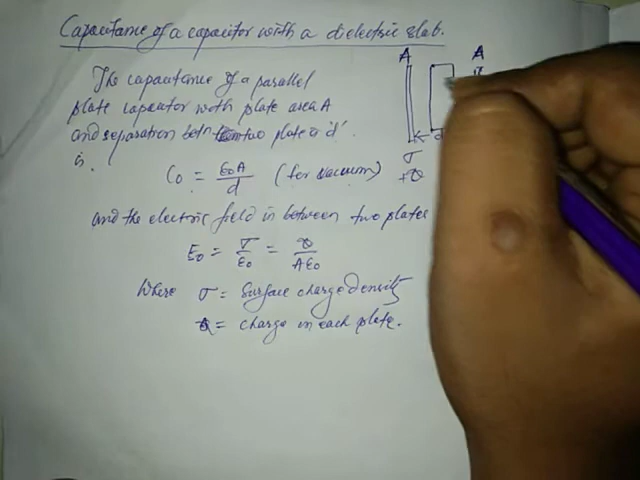 Capacitance of a capacitor with a dielectric slab.
A A
The capacitance of a parallel
plate capacitor with plate area A
and separation betn two plate is 'd'
is.
C₀ = ε₀A/d (for vacuum)
σ
+Q
and the electric field in between two plates
E₀ = σ/ε₀ = Q/Aε₀
Where σ = Surface charge density
Q = charge in each plate.